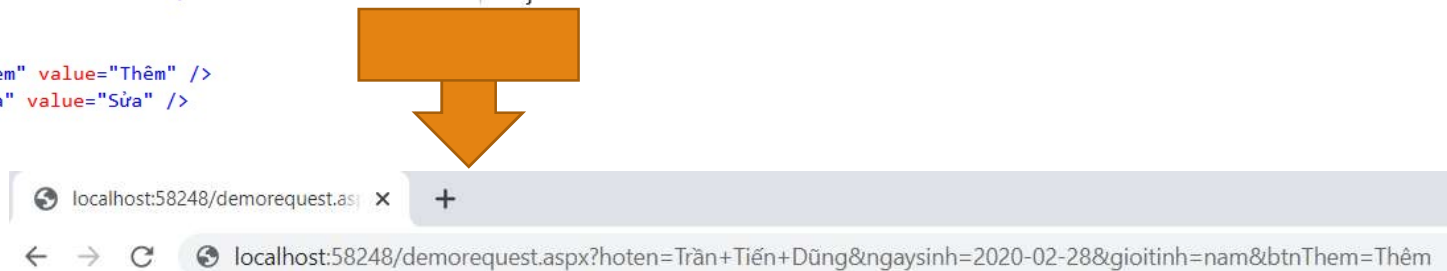 em" value="Thêm" />
" value="Sửa" />
localhost:58248/demorequest.as
localhost:58248/demorequest.aspx?hoten=Trần+Tiến+Dũng&ngaysinh=2020-02-28&gioitinh=nam&btnThem=Thêm